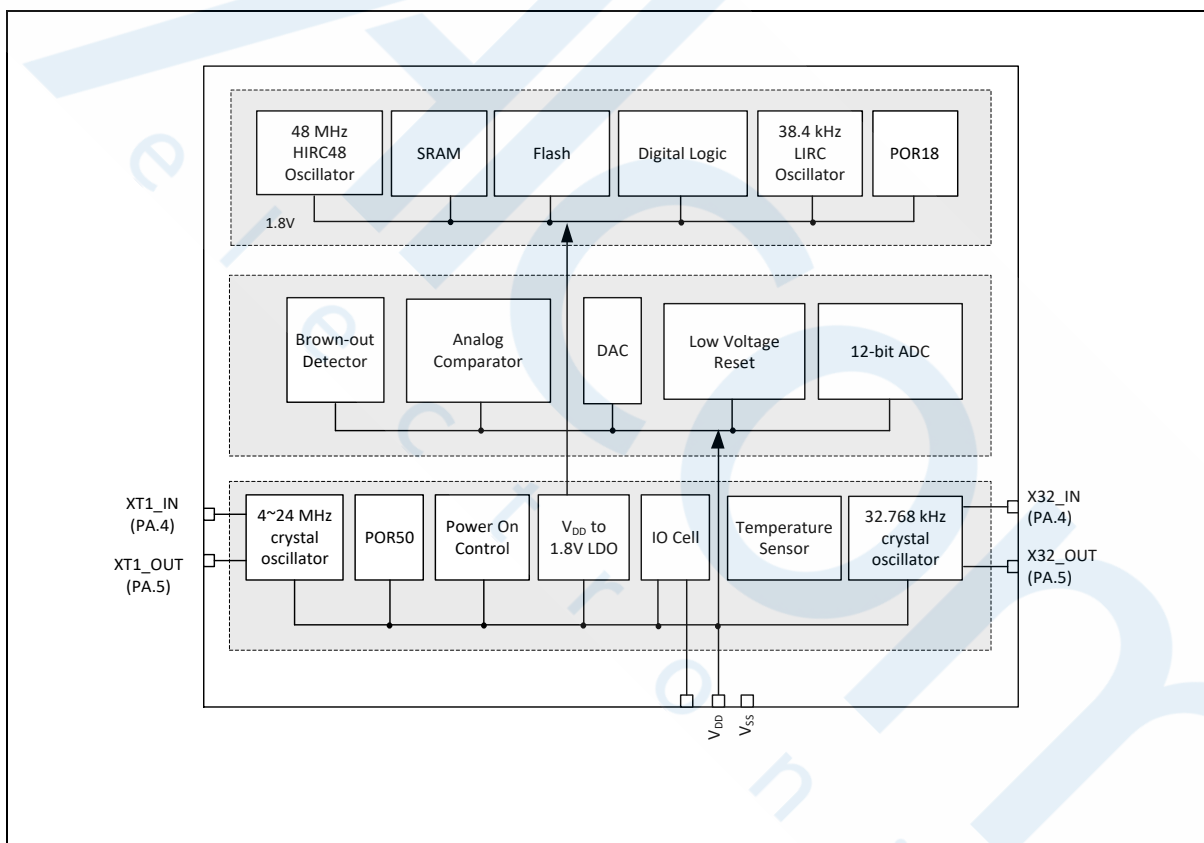 48 MHz
HIRC48
Oscillator
SRAM
Flash
Digital Logic
38.4 kHz
LIRC
Oscillator
POR18
1.8V
Brown-out
Detector
Analog
Comparator
DAC
Low Voltage
Reset
12-bit ADC
XT1_IN
(PA.4)
XT1_OUT
(PA.5)
4~24 MHz
crystal
oscillator
POR50
Power On
Control
VDD to
1.8V LDO
IO Cell
Temperature
Sensor
32.768 kHz
crystal
oscillator
X32_IN
(PA.4)
X32_OUT
(PA.5)
VDD
VSS